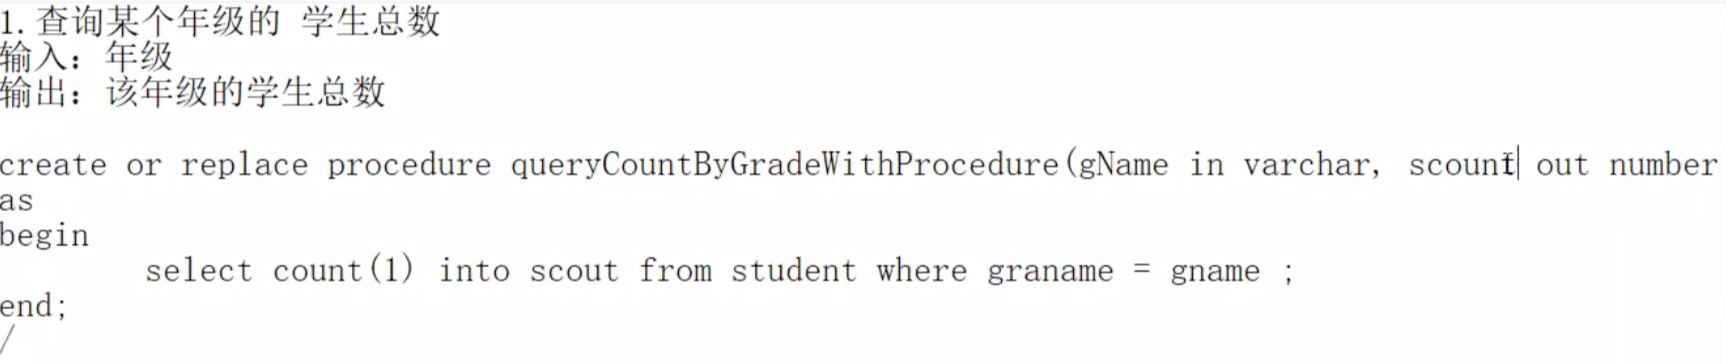 1. 查询某个年级的 学生总数
输入：年级
输出：该年级的学生总数
create or replace procedure queryCountByGradeWithProcedure(gName in varchar, scount out number
as
begin
select count(1) into scout from student where graname = gname ;
end;
/